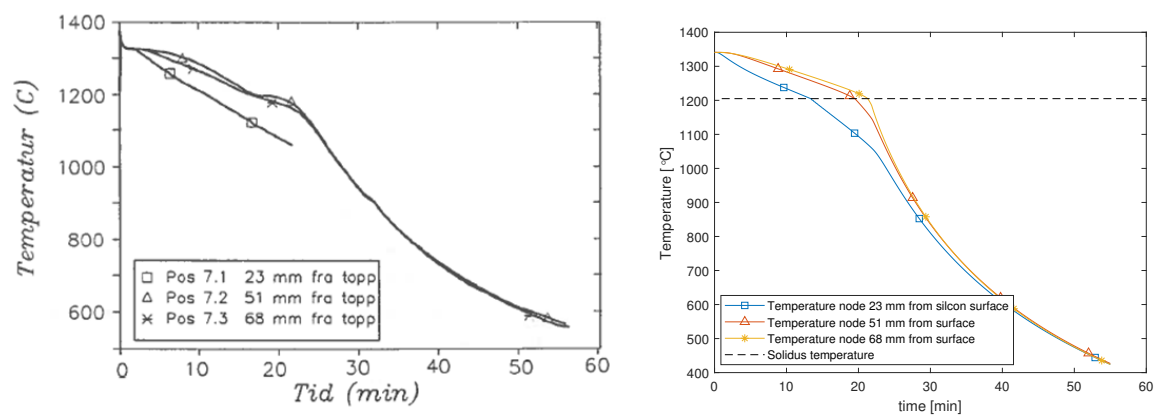 1400
1200
1000
800
600
Temperatur (C)
Pos 7.1 23 mm fra topp
Pos 7.2 51 mm fra topp
Pos 7.3 68 mm fra topp
0 10 20 30 40 50 60
Tid (min)
1400
1300
1200
1100
1000
900
800
700
600
500
400
Temperature [°C]
Temperature node 23 mm from silcon surface
Temperature node 51 mm from surface
Temperature node 68 mm from surface
Solidus temperature
0 10 20 30 40 50 60
time [min]